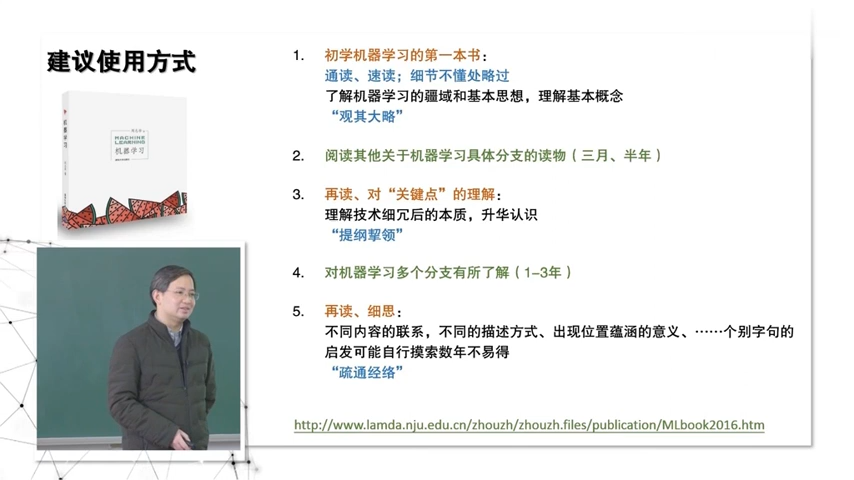 建议使用方式
MACHINE
LEARNING
机器学习
机器学习
1. 初学机器学习的第一本书：
通读、速读；细节不懂处略过
了解机器学习的疆域和基本思想，理解基本概念
“观其大略”
2. 阅读其他关于机器学习具体分支的读物（三月、半年）
3. 再读、对“关键点”的理解：
理解技术细冗后的本质，升华认识
“提纲挈领”
4. 对机器学习多个分支有所了解（1-3年）
5. 再读、细思：
不同内容的联系，不同的描述方式、出现位置蕴涵的意义、……个别字句的
启发可能自行摸索数年不易得
“疏通经络”
http://www.lamda.nju.edu.cn/zhouzh/zhouzh.files/publication/MLbook2016.htm